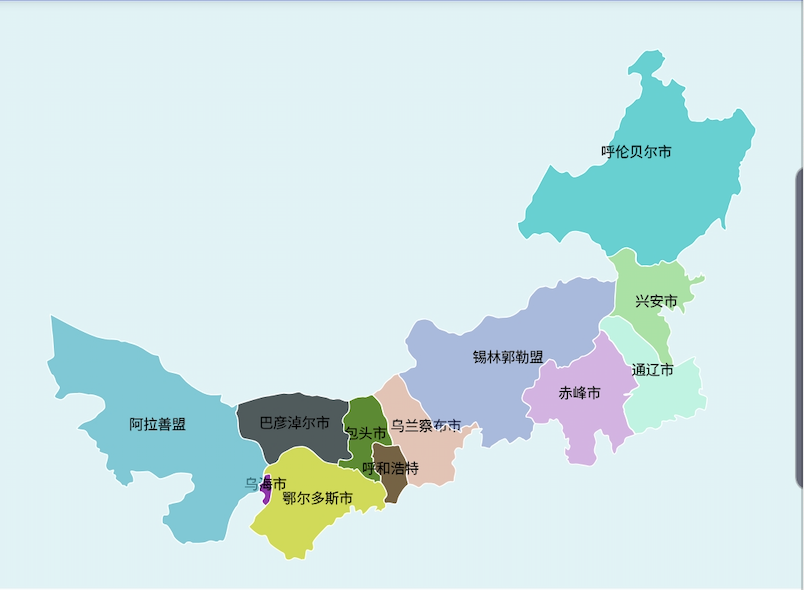 呼伦贝尔市
兴安市
锡林郭勒盟
通辽市
赤峰市
阿拉善盟
巴彦淖尔市
包头市
乌兰察布市
呼和浩特
乌海市
鄂尔多斯市